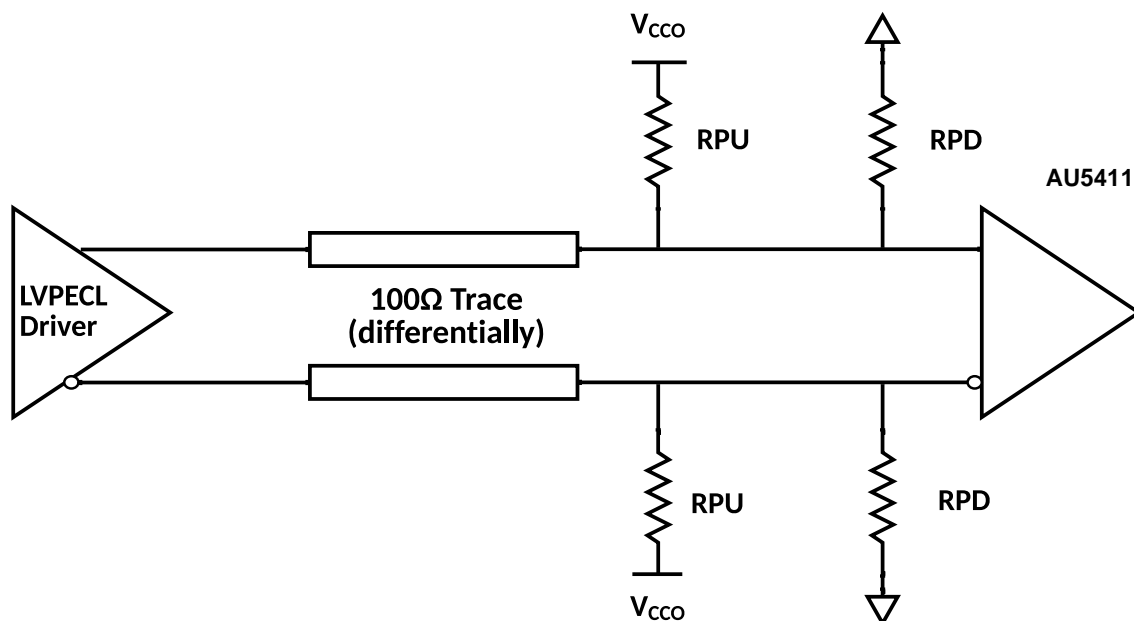 VCCO
RPU
RPD
AU5411
LVPECL
Driver
100Ω Trace
(differentially)
RPU
RPD
VCCO